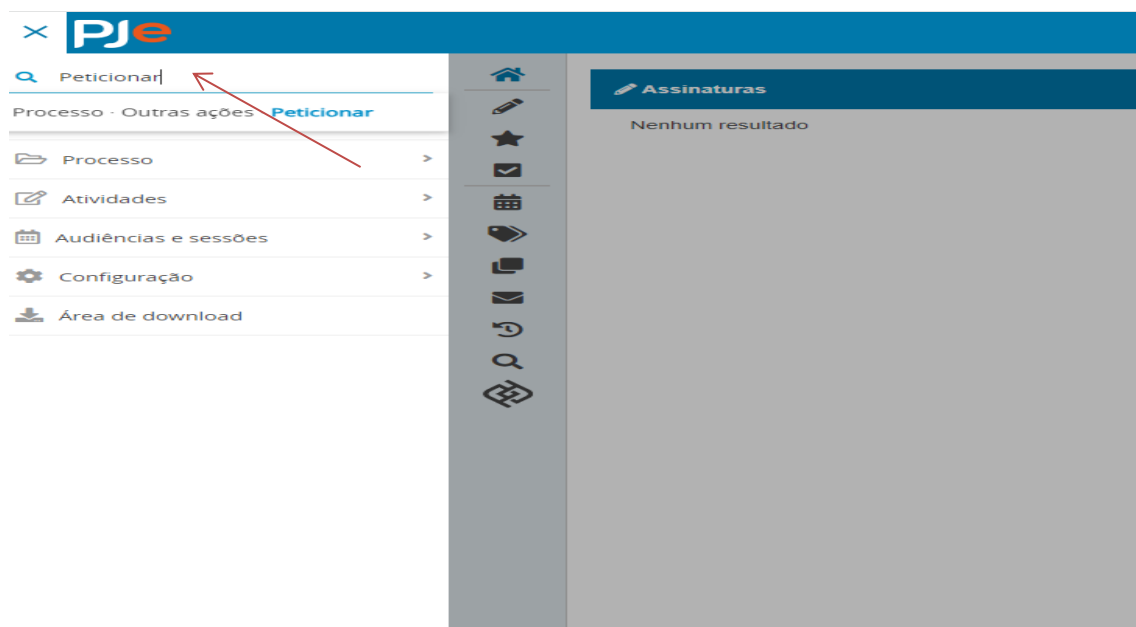 PJe
Peticionar
Processo · Outras ações · Peticionar
Processo
Atividades
Audiências e sessões
Configuração
Área de download
Assinaturas
Nenhum resultado